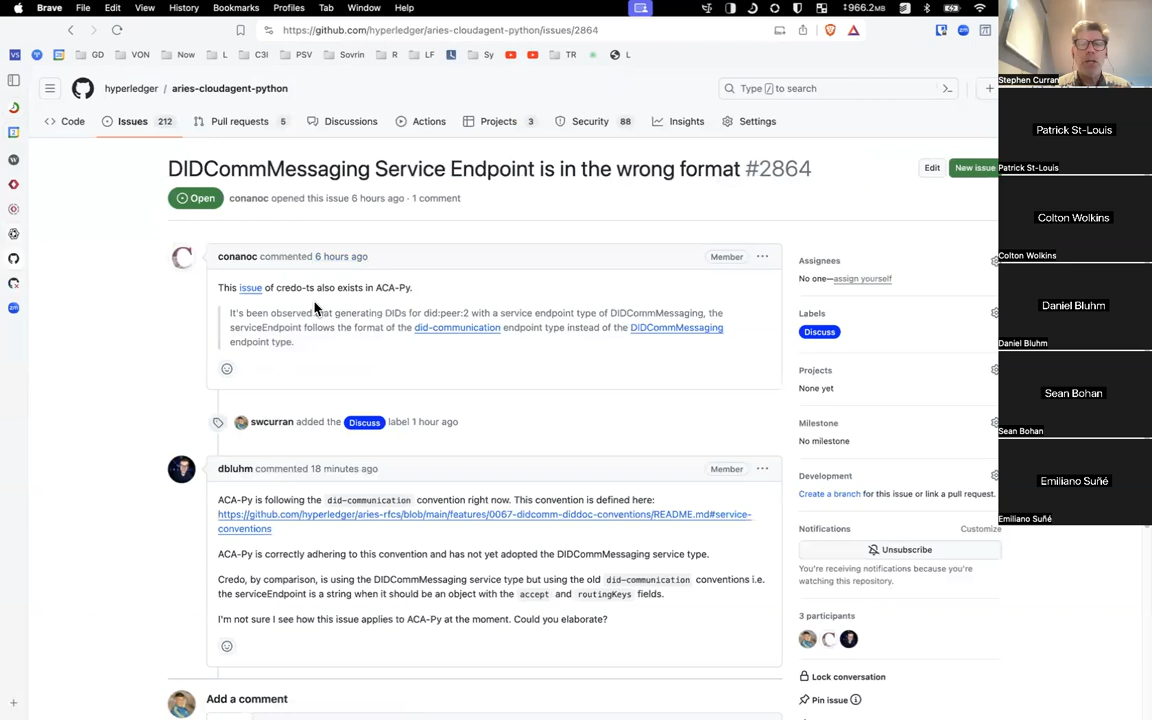 Brave File Edit View History Bookmarks Profiles Tab Window Help
↑966.2MB
https://github.com/hyperledger/aries-cloudagent-python/issues/2864
GD VON Now L C3I PSV Sovrin R LF Sy TR L
hyperledger / aries-cloudagent-python
Type / to search
Code Issues 212 Pull requests 5 Discussions Actions Projects 3 Security 88 Insights Settings
DIDCommMessaging Service Endpoint is in the wrong format #2864
Edit New issue
Open conanoc opened this issue 6 hours ago · 1 comment
conanoc commented 6 hours ago Member
This issue of credo-ts also exists in ACA-Py.
It's been observed that generating DIDs for did:peer:2 with a service endpoint type of DIDCommMessaging, the
serviceEndpoint follows the format of the did-communication endpoint type instead of the DIDCommMessaging
endpoint type.
swcurran added the Discuss label 1 hour ago
dbluhm commented 18 minutes ago Member
ACA-Py is following the did-communication convention right now. This convention is defined here:
https://github.com/hyperledger/aries-rfcs/blob/main/features/0067-didcomm-diddoc-conventions/README.md#service-
conventions
ACA-Py is correctly adhering to this convention and has not yet adopted the DIDCommMessaging service type.
Credo, by comparison, is using the DIDCommMessaging service type but using the old did-communication conventions i.e.
the serviceEndpoint is a string when it should be an object with the accept and routingKeys fields.
I'm not sure I see how this issue applies to ACA-Py at the moment. Could you elaborate?
Add a comment
Assignees
No one—assign yourself
Labels
Discuss
Projects
None yet
Milestone
No milestone
Development
Create a branch for this issue or link a pull request.
Notifications Customize
Unsubscribe
You're receiving notifications because you're
watching this repository.
3 participants
Lock conversation
Pin issue
Stephen Curran
Patrick St-Louis
Patrick St-Louis
Colton Wolkins
Colton Wolkins
Daniel Bluhm
Daniel Bluhm
Sean Bohan
Sean Bohan
Emiliano Suñé
Emiliano Suñé